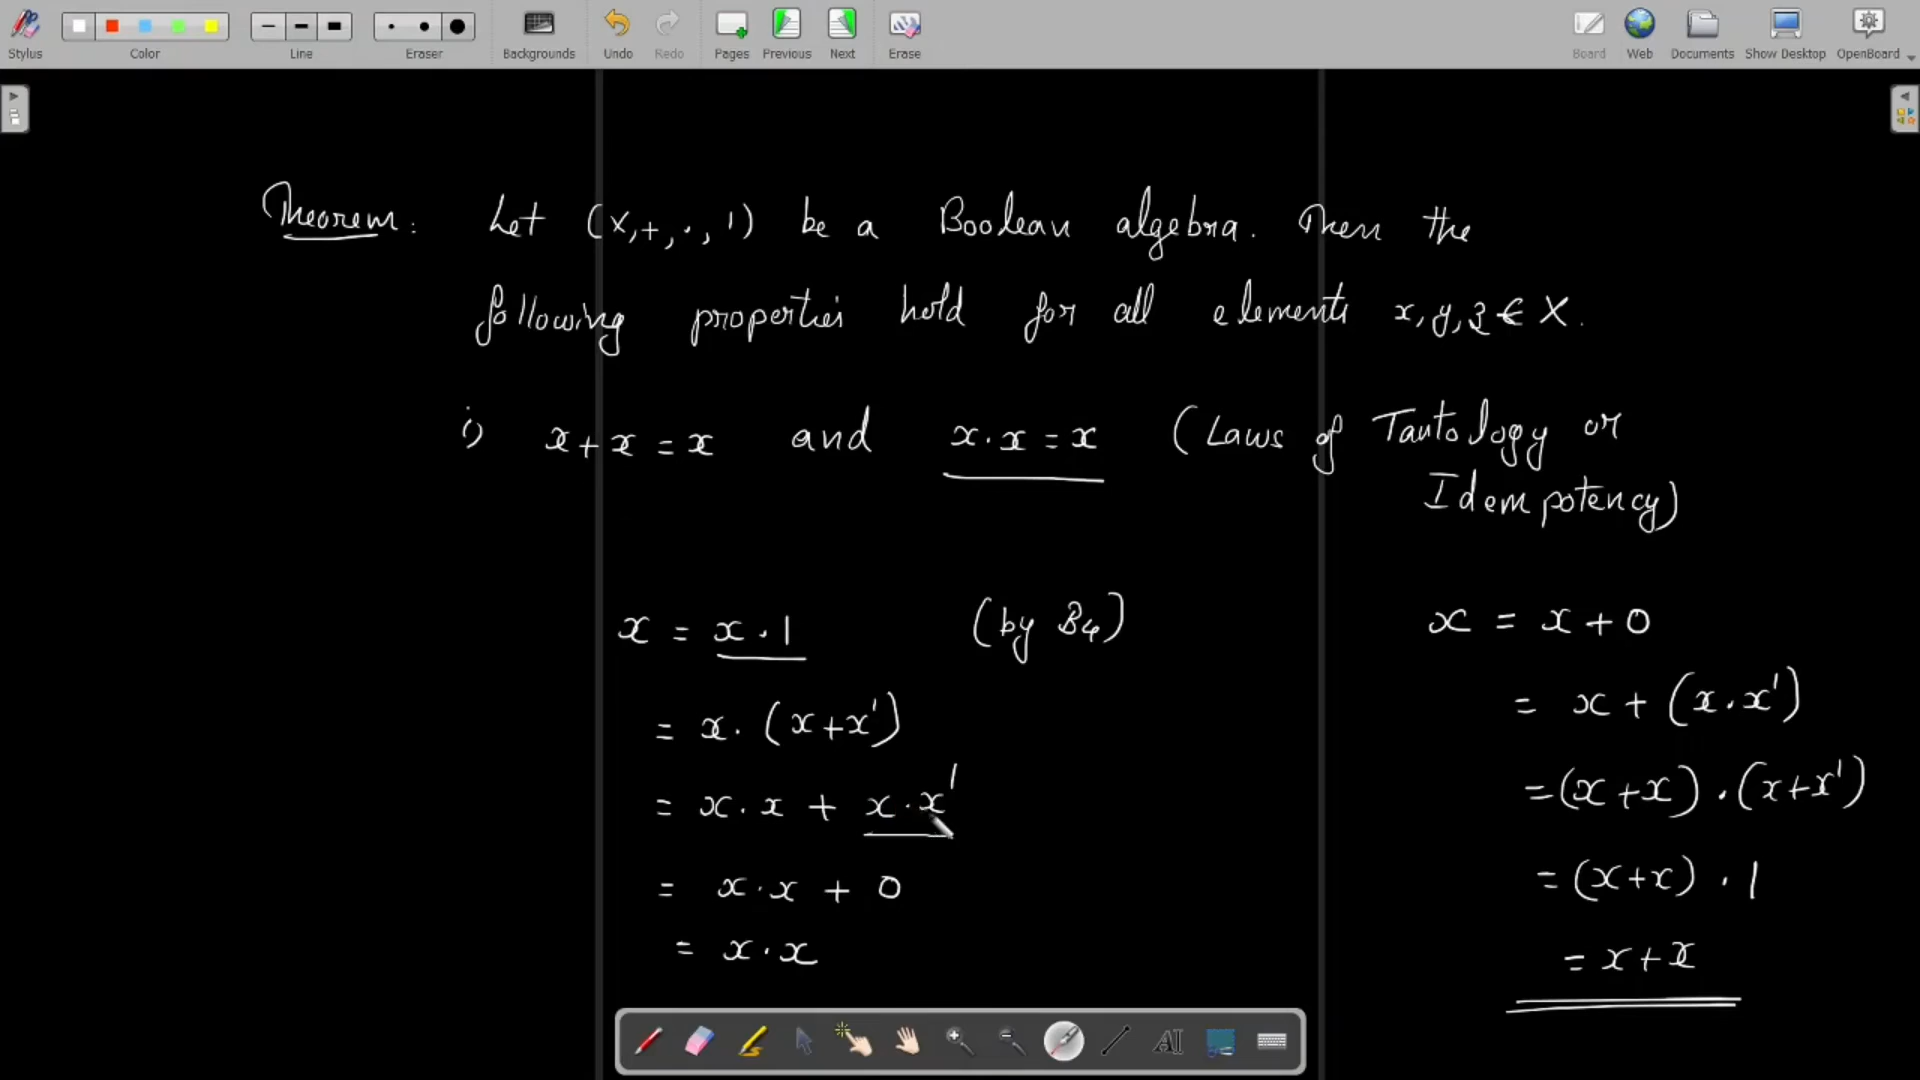 Stylus Color Line Eraser Backgrounds Undo Redo Pages Previous Next Erase Board Web Documents Show Desktop OpenBoard
Theorem: Let (X,+,·,') be a Boolean algebra. Then the
following properties hold for all elements x,y,z ∈ X.
i) x+x = x and x·x = x (Laws of Tautology or
Idempotency)
x = x·1 (by B4)
= x·(x+x')
= x·x + x·x'
= x·x + 0
= x·x
x = x+0
= x+(x·x')
=(x+x)·(x+x')
=(x+x)·1
= x+x
AI